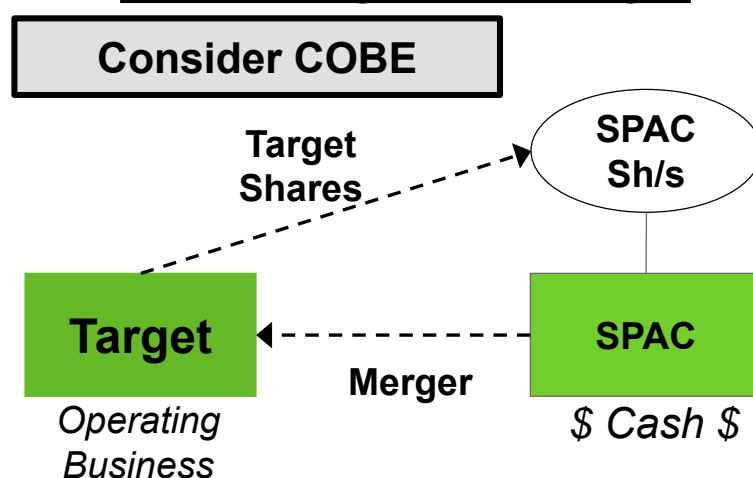 Consider COBE
Target
Shares
SPAC
Sh/s
Target
SPAC
Merger
Operating
Business
$ Cash $